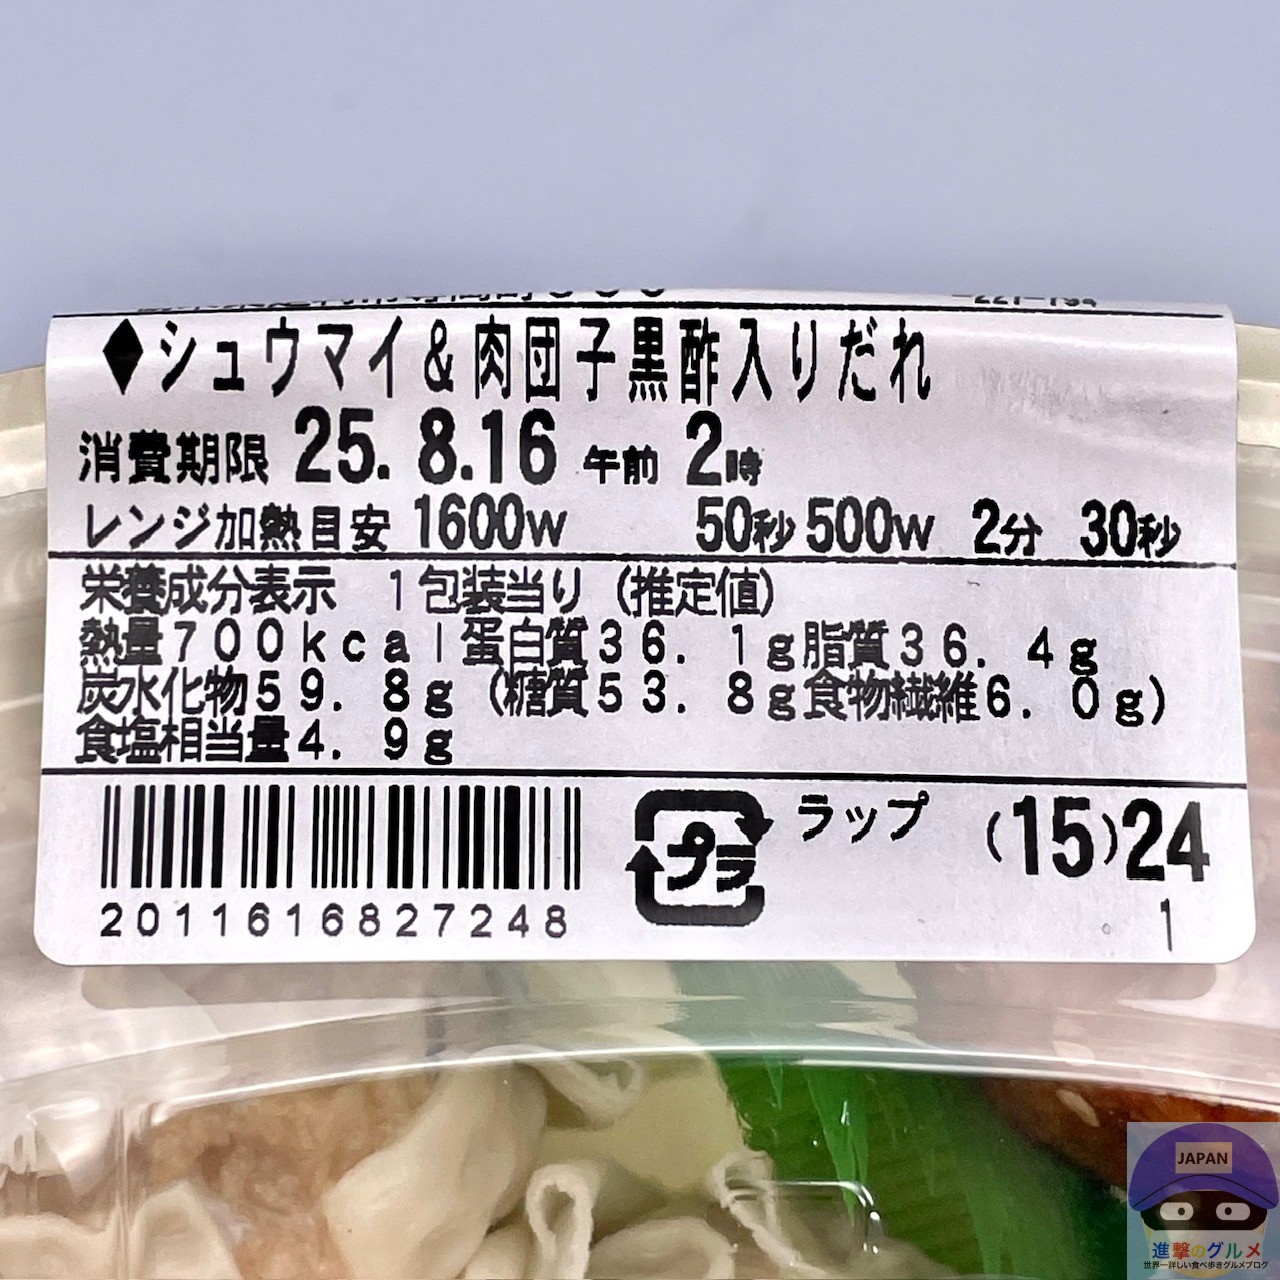 ◆シュウマイ&肉団子黒酢入りだれ
消費期限 25. 8.16 午前 2時
レンジ加熱目安 1600w 50秒 500w 2分 30秒
栄養成分表示 1包装当り (推定値)
熱量700kcal 蛋白質36.1g 脂質36.4g
炭水化物59.8g (糖質53.8g 食物繊維6.0g)
食塩相当量4.9g
2011616827248
プラ
ラップ
(15)24
1
JAPAN
進撃のグルメ
世界一詳しい食べ歩きグルメブログ